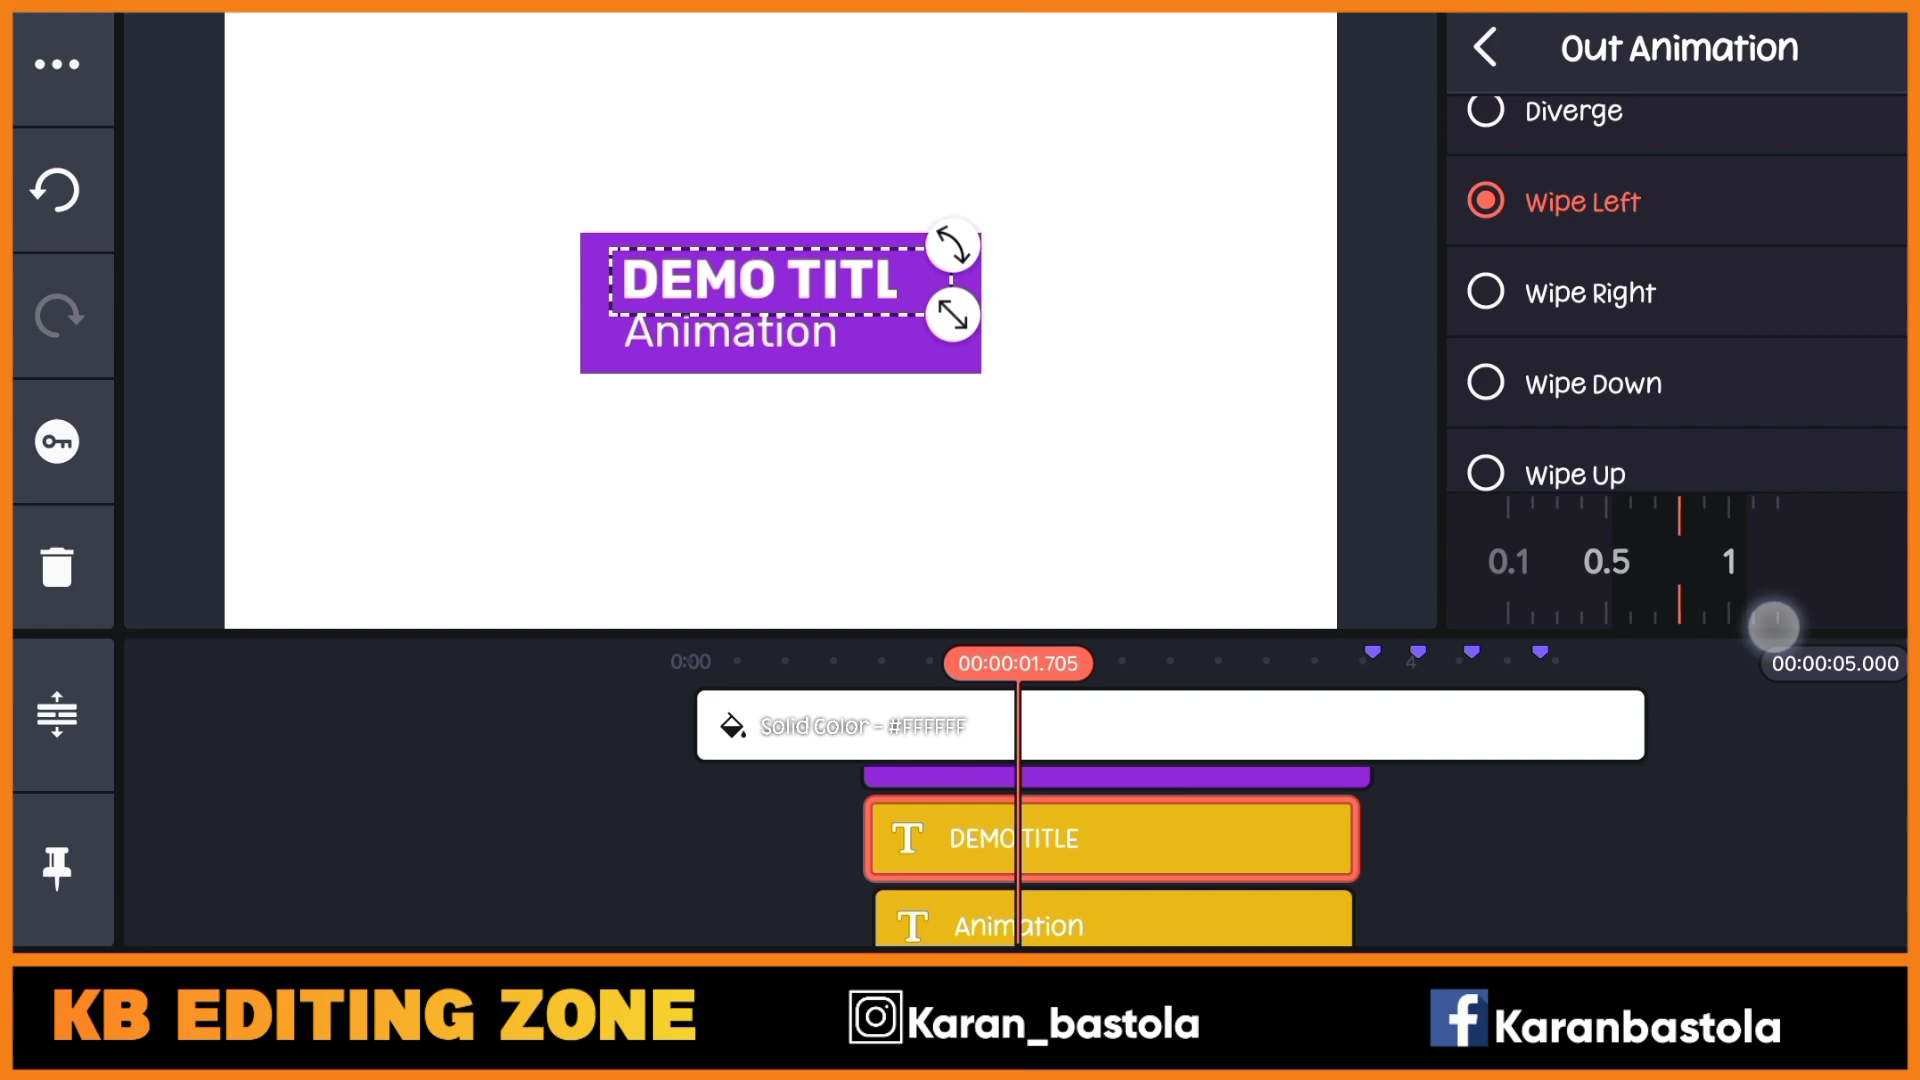 Out Animation
Diverge
Wipe Left
Wipe Right
Wipe Down
Wipe Up
0.1 0.5 1
DEMO TITL
Animation
0:00
00:00:01.705
4
00:00:05.000
Solid Color - #FFFFFF
T DEMO TITLE
T Animation
KB EDITING ZONE
Karan_bastola
f Karanbastola